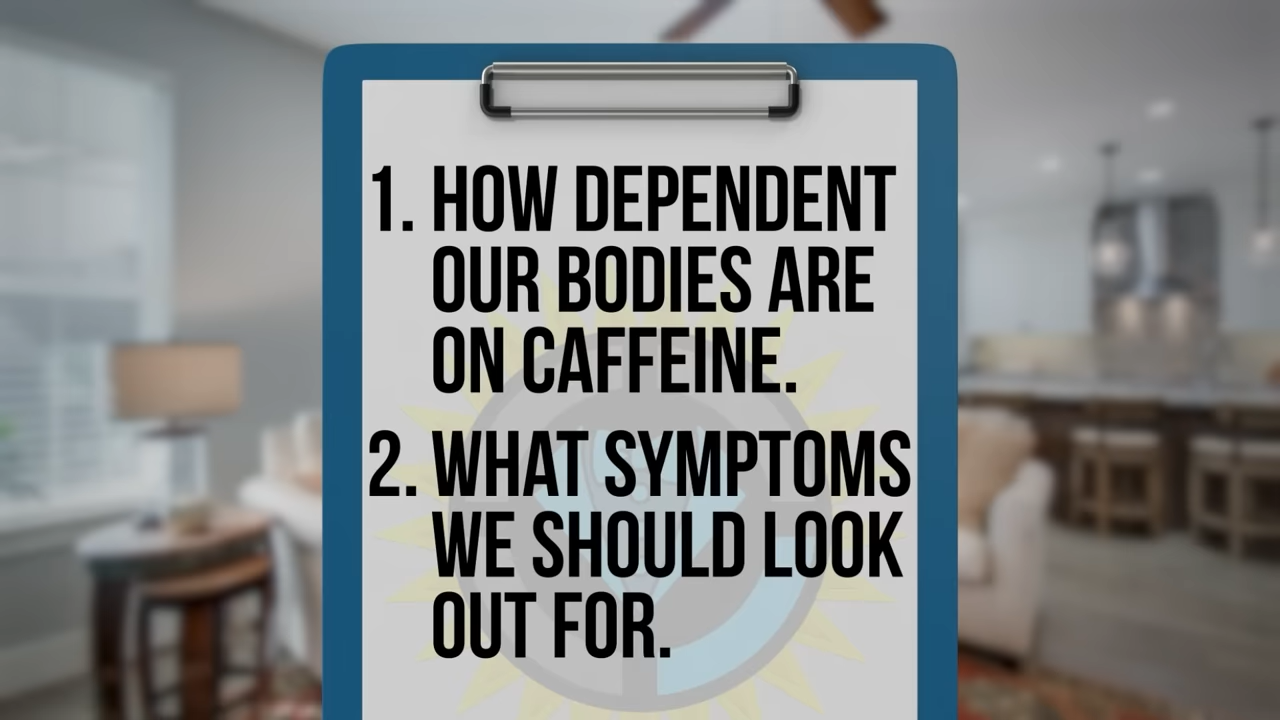 1. HOW DEPENDENT
OUR BODIES ARE
ON CAFFEINE.
2. WHAT SYMPTOMS
WE SHOULD LOOK
OUT FOR.